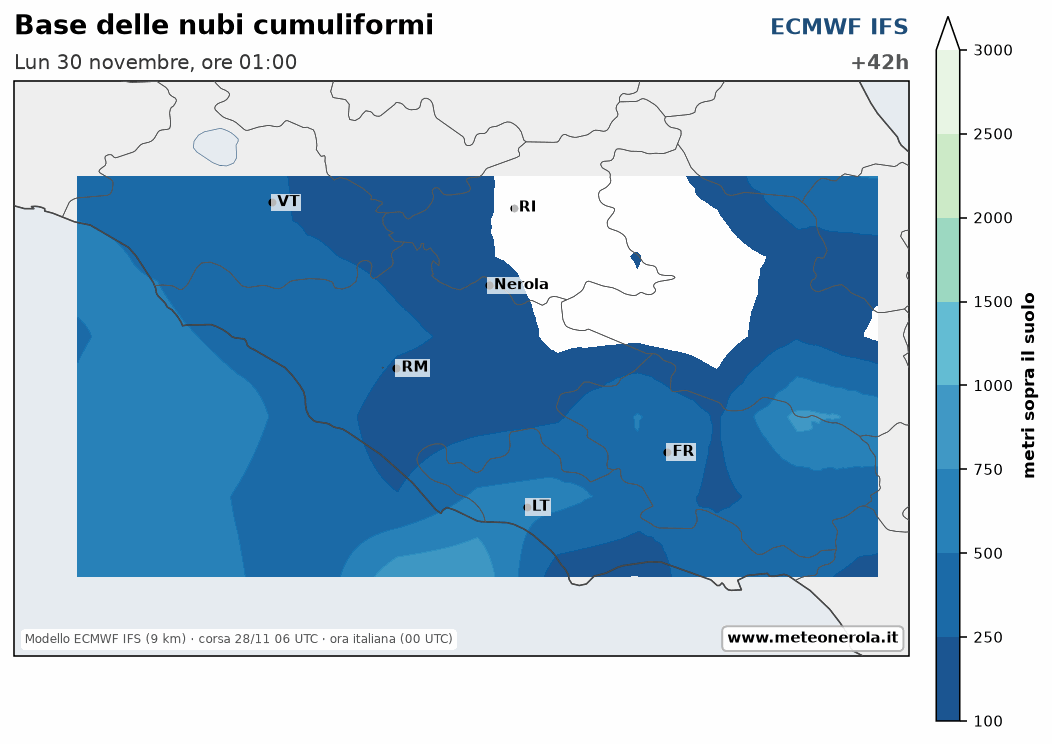 Base delle nubi cumuliformi
ECMWF IFS
Lun 30 novembre, ore 01:00
+42h
VT
RI
Nerola
RM
FR
LT
3000
2500
2000
1500
1000
750
500
250
100
metri sopra il suolo
Modello ECMWF IFS (9 km) · corsa 28/11 06 UTC · ora italiana (00 UTC)
www.meteonerola.it